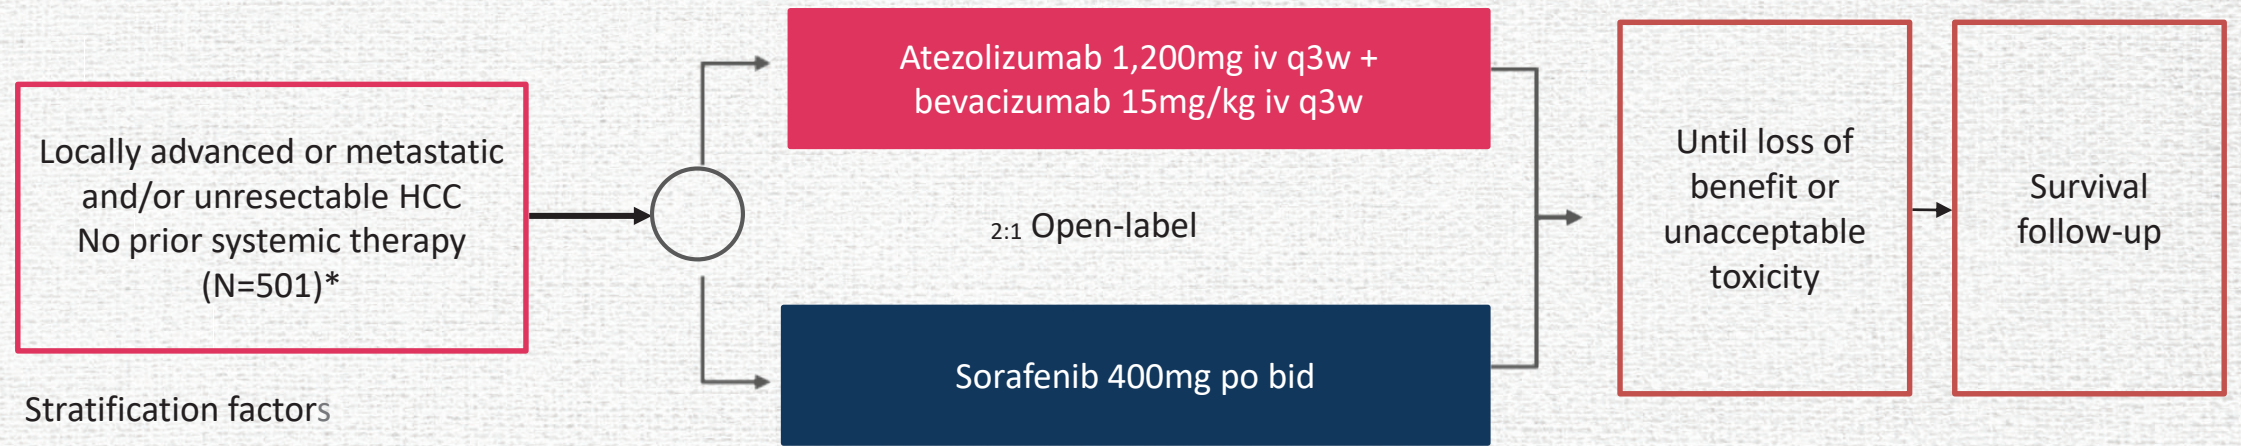 Locally advanced or metastatic
and/or unresectable HCC
No prior systemic therapy
(N=501)*
Stratification factors
Atezolizumab 1,200mg iv q3w +
bevacizumab 15mg/kg iv q3w
2:1 Open-label
Sorafenib 400mg po bid
Until loss of
benefit or
unacceptable
toxicity
Survival
follow-up